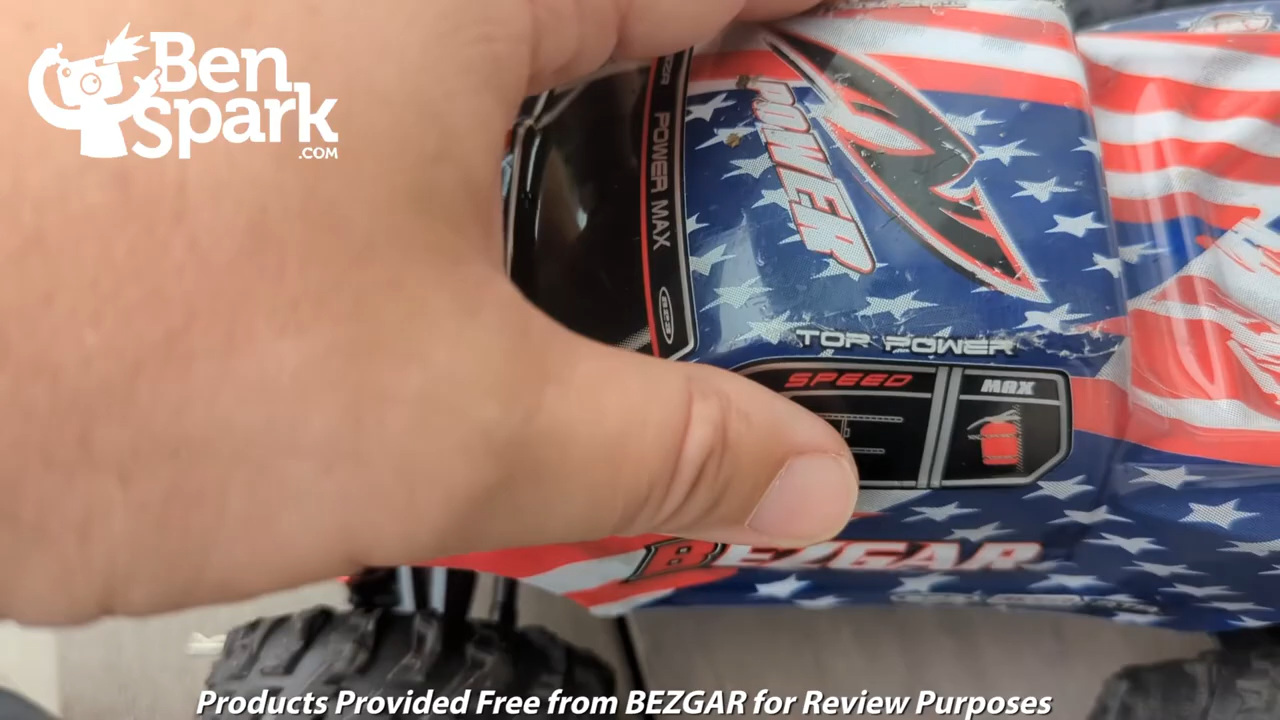 Ben
Spark
.COM
POWER MAX
POWER
TOP POWER
SPEED
MAX
BEZGAR
Products Provided Free from BEZGAR for Review Purposes